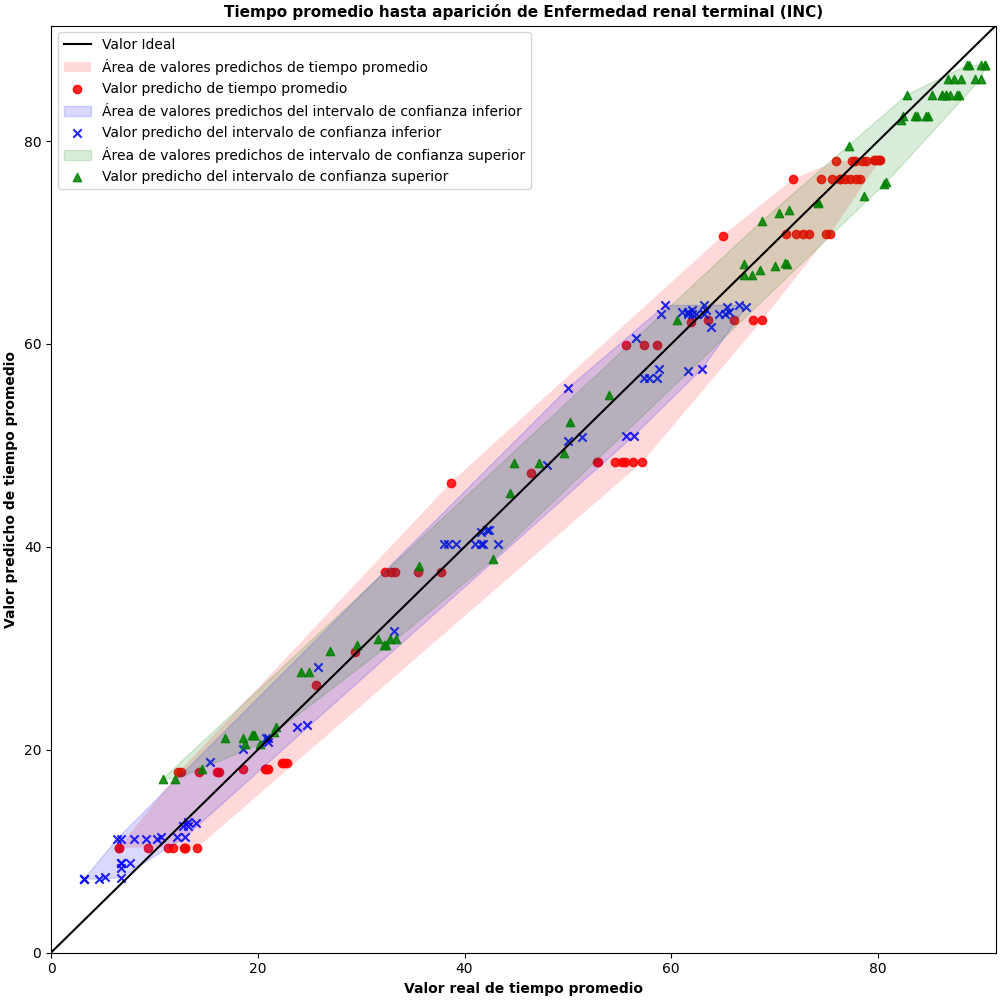 Tiempo promedio hasta aparición de Enfermedad renal terminal (INC)
Valor Ideal
Área de valores predichos de tiempo promedio
Valor predicho de tiempo promedio
Área de valores predichos del intervalo de confianza inferior
Valor predicho del intervalo de confianza inferior
Área de valores predichos de intervalo de confianza superior
Valor predicho del intervalo de confianza superior
Valor predicho de tiempo promedio
80
60
40
20
0
0 20 40 60 80
Valor real de tiempo promedio